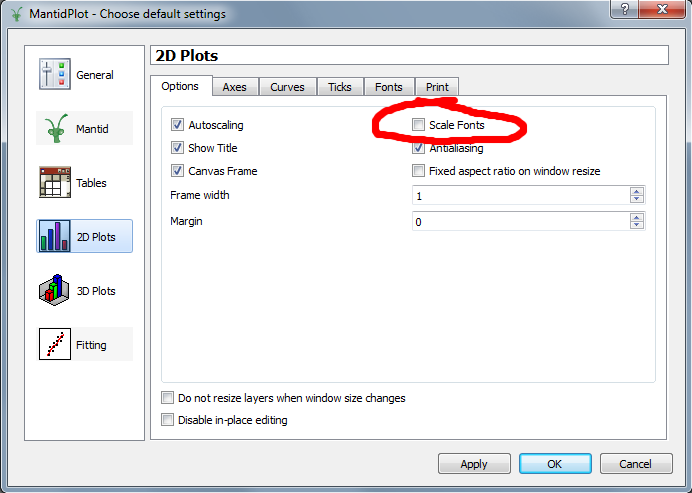 MantidPlot - Choose default settings
General
Mantid
Tables
2D Plots
3D Plots
Fitting
2D Plots
Options Axes Curves Ticks Fonts Print
Autoscaling Scale Fonts
Show Title Antialiasing
Canvas Frame Fixed aspect ratio on window resize
Frame width 1
Margin 0
Do not resize layers when window size changes
Disable in-place editing
Apply OK Cancel